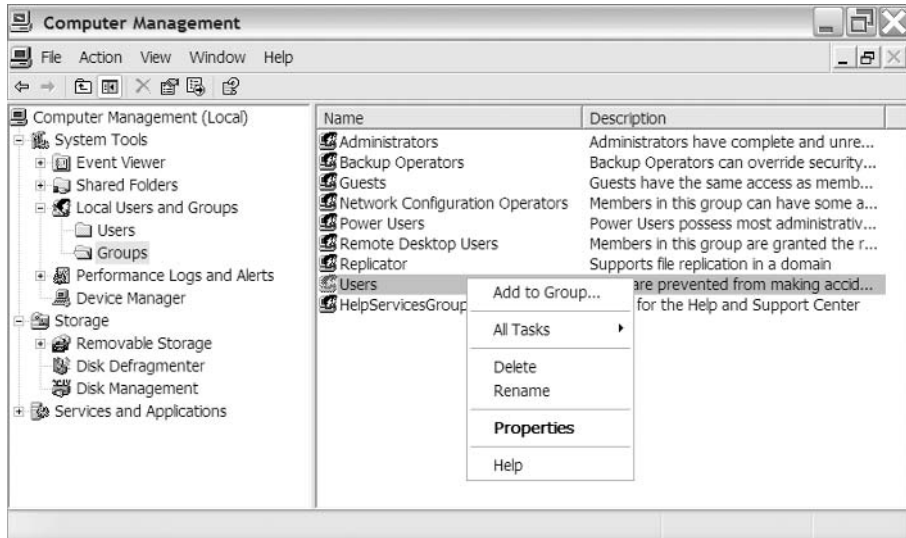 Computer Management
File Action View Window Help
Computer Management (Local)
System Tools
Event Viewer
Shared Folders
Local Users and Groups
Users
Groups
Performance Logs and Alerts
Device Manager
Storage
Removable Storage
Disk Defragmenter
Disk Management
Services and Applications
Name Description
Administrators Administrators have complete and unre...
Backup Operators Backup Operators can override security...
Guests Guests have the same access as memb...
Network Configuration Operators Members in this group can have some a...
Power Users Power Users possess most administrativ...
Remote Desktop Users Members in this group are granted the r...
Replicator Supports file replication in a domain
Users are prevented from making accid...
HelpServicesGroup for the Help and Support Center
Add to Group...
All Tasks
Delete
Rename
Properties
Help